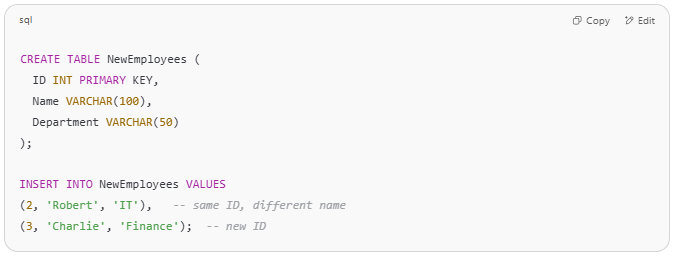 sql
Copy
Edit
CREATE TABLE NewEmployees (
ID INT PRIMARY KEY,
Name VARCHAR(100),
Department VARCHAR(50)
);
INSERT INTO NewEmployees VALUES
(2, 'Robert', 'IT'),   -- same ID, different name
(3, 'Charlie', 'Finance');  -- new ID